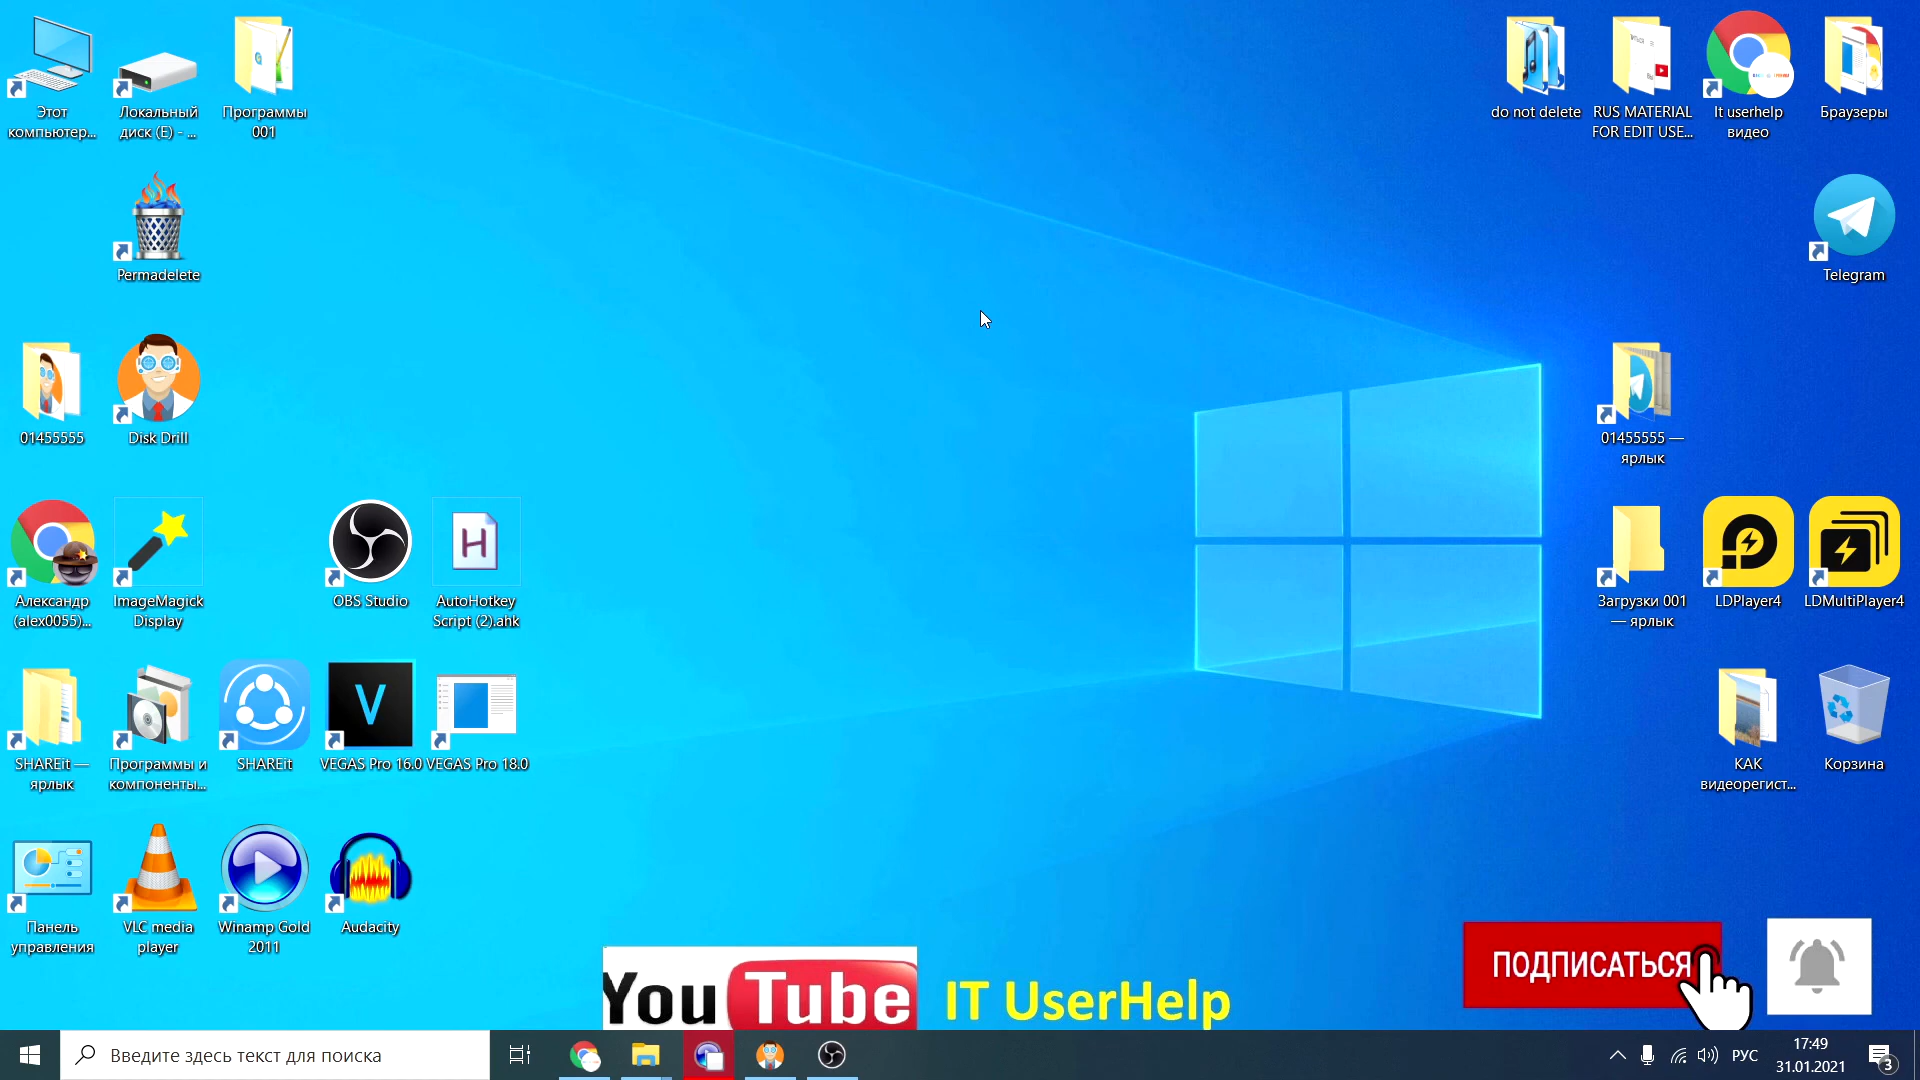 Этот
компьютер...
Локальный
диск (E) - ...
Программы
001
do not delete
RUS MATERIAL
FOR EDIT USE...
It userhelp
видео
Браузеры
Permadelete
Telegram
01455555
Disk Drill
01455555 —
ярлык
Александр
(alex0055)...
ImageMagick
Display
OBS Studio
H
AutoHotkey
Script (2).ahk
Загрузки 001
— ярлык
LDPlayer4
LDMultiPlayer4
SHAREit —
ярлык
Программы и
компоненты...
SHAREit
V
VEGAS Pro 16.0
VEGAS Pro 18.0
КАК
видеорегист...
Корзина
Панель
управления
VLC media
player
Winamp Gold
2011
Audacity
YouTube
IT UserHelp
ПОДПИСАТЬСЯ
Введите здесь текст для поиска
РУС
17:49
31.01.2021
3